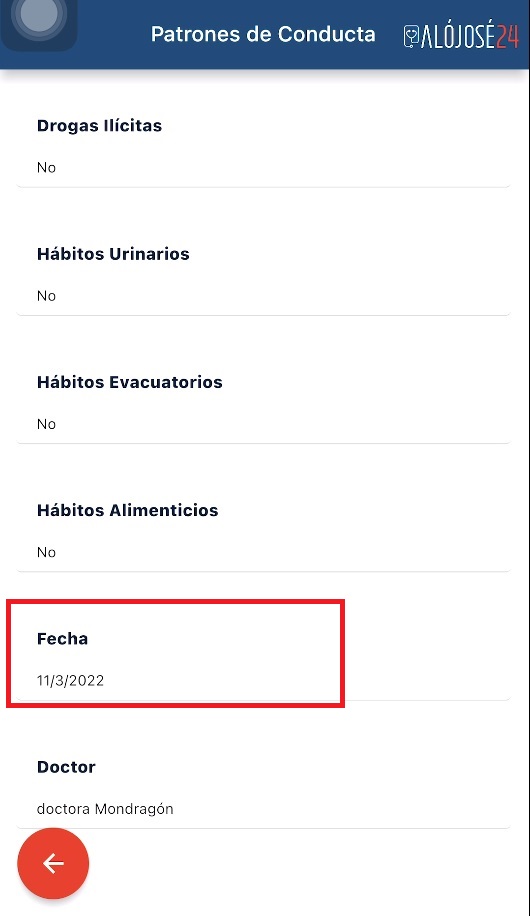 Patrones de Conducta
ALÓJOSÉ24
Drogas Ilícitas
No
Hábitos Urinarios
No
Hábitos Evacuatorios
No
Hábitos Alimenticios
No
Fecha
11/3/2022
Doctor
doctora Mondragón